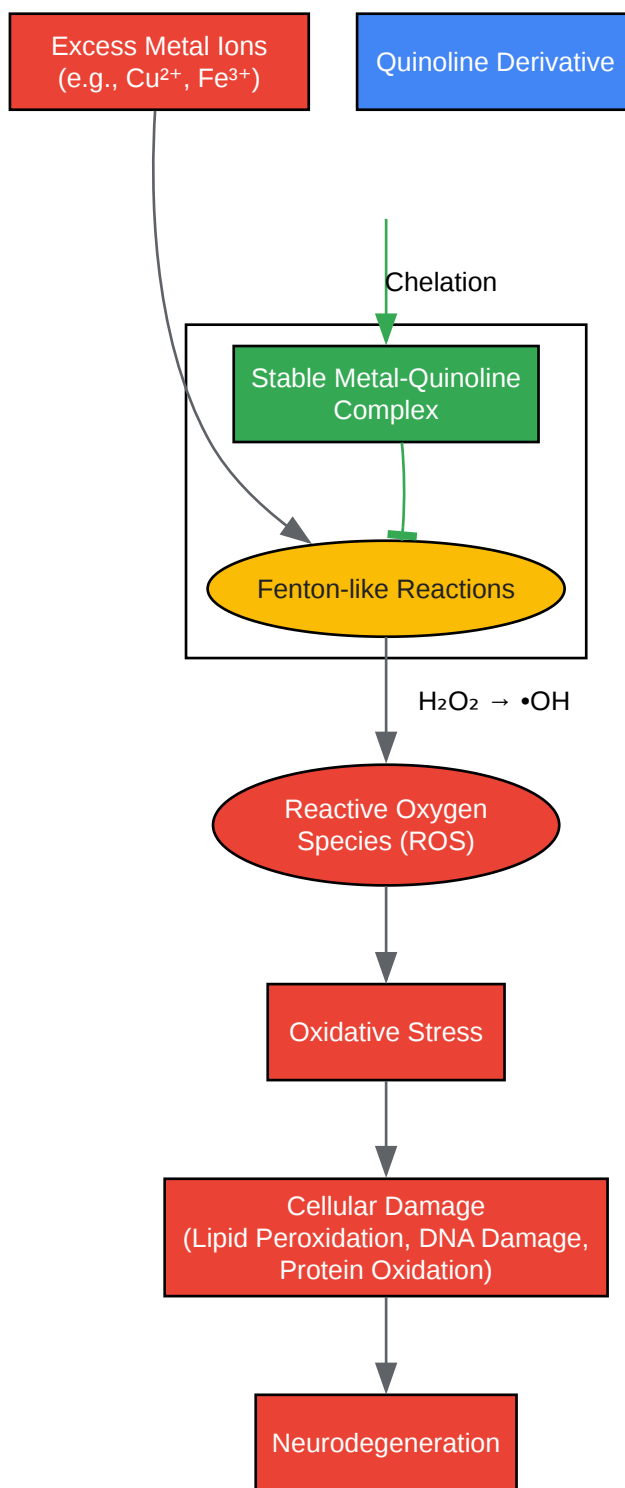 Excess Metal Ions
(e.g., Cu²⁺, Fe³⁺)
Quinoline Derivative
Chelation
Stable Metal-Quinoline
Complex
Fenton-like Reactions
H₂O₂ → •OH
Reactive Oxygen
Species (ROS)
Oxidative Stress
Cellular Damage
(Lipid Peroxidation, DNA Damage,
Protein Oxidation)
Neurodegeneration